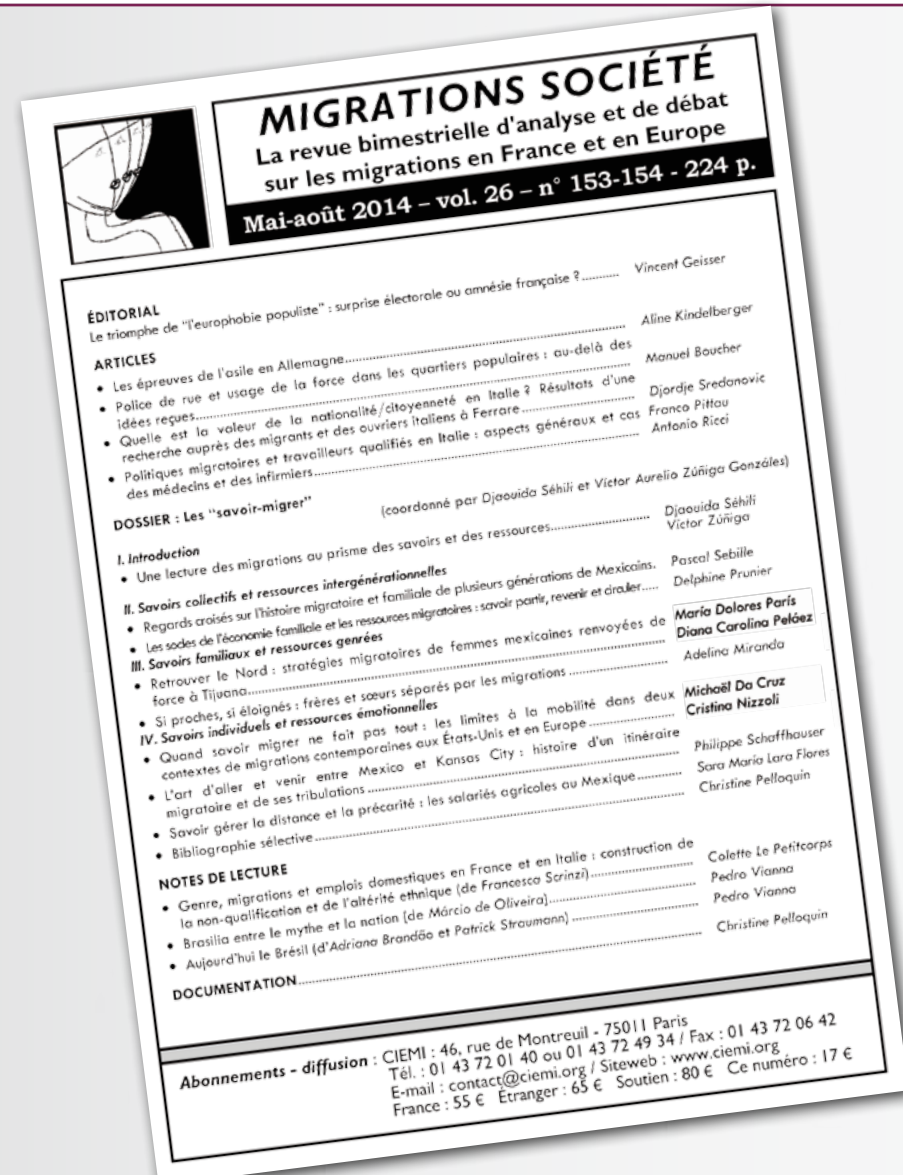 MIGRATIONS SOCIÉTÉ
La revue bimestrielle d'analyse et de débat
sur les migrations en France et en Europe
Mai-août 2014 – vol. 26 – n° 153-154 - 224 p.
ÉDITORIAL
Le triomphe de "l'europhobie populiste" : surprise électorale ou amnésie française ?........... Vincent Geisser
ARTICLES
• Les épreuves de l'asile en Allemagne........... Aline Kindelberger
• Police de rue et usage de la force dans les quartiers populaires : au-delà des
idées reçues........... Manuel Boucher
• Quelle est la valeur de la nationalité/citoyenneté en Italie ? Résultats d'une
recherche auprès des migrants et des ouvriers italiens à Ferrare........... Djordje Sredanovic
• Politiques migratoires et travailleurs qualifiés en Italie : aspects généraux et cas Franco Pittau
des médecins et des infirmiers........... Antonio Ricci
DOSSIER : Les "savoir-migrer"
(coordonné par Djaouida Séhili et Víctor Aurelio Zúñiga Gonzáles)
I. Introduction
• Une lecture des migrations au prisme des savoirs et des ressources........... Djaouida Séhili
Víctor Zúñiga
II. Savoirs collectifs et ressources intergénérationnelles
• Regards croisés sur l'histoire migratoire et familiale de plusieurs générations de Mexicains. Pascal Sebille
• Les socles de l'économie familiale et les ressources migratoires : savoir partir, revenir et circuler..... Delphine Prunier
III. Savoirs familiaux et ressources genrées
• Retrouver le Nord : stratégies migratoires de femmes mexicaines renvoyées de María Dolores París
force à Tijuana........... Diana Carolina Peláez
• Si proches, si éloignés : frères et sœurs séparés par les migrations ........... Adelina Miranda
IV. Savoirs individuels et ressources émotionnelles
• Quand savoir migrer ne fait pas tout : les limites à la mobilité dans deux Michaël Da Cruz
contextes de migrations contemporaines aux États-Unis et en Europe ........... Cristina Nizzoli
• L'art d'aller et venir entre Mexico et Kansas City : histoire d'un itinéraire
migratoire et de ses tribulations ........... Philippe Schaffhauser
• Savoir gérer la distance et la précarité : les salariés agricoles au Mexique........... Sara María Lara Flores
• Bibliographie sélective........... Christine Pelloquin
NOTES DE LECTURE
• Genre, migrations et emplois domestiques en France et en Italie : construction de
la non-qualification et de l'altérité ethnique (de Francesca Scrinzi)........... Colette Le Petitcorps
• Brasilia entre le mythe et la nation [de Márcio de Oliveira]........... Pedro Vianna
• Aujourd'hui le Brésil (d'Adriana Brandão et Patrick Straumann) ........... Pedro Vianna
DOCUMENTATION........... Christine Pelloquin
Abonnements - diffusion : CIEMI : 46, rue de Montreuil - 75011 Paris
Tél. : 01 43 72 01 40 ou 01 43 72 49 34 / Fax : 01 43 72 06 42
E-mail : contact@ciemi.org / Siteweb : www.ciemi.org
France : 55 € Étranger : 65 € Soutien : 80 € Ce numéro : 17 €